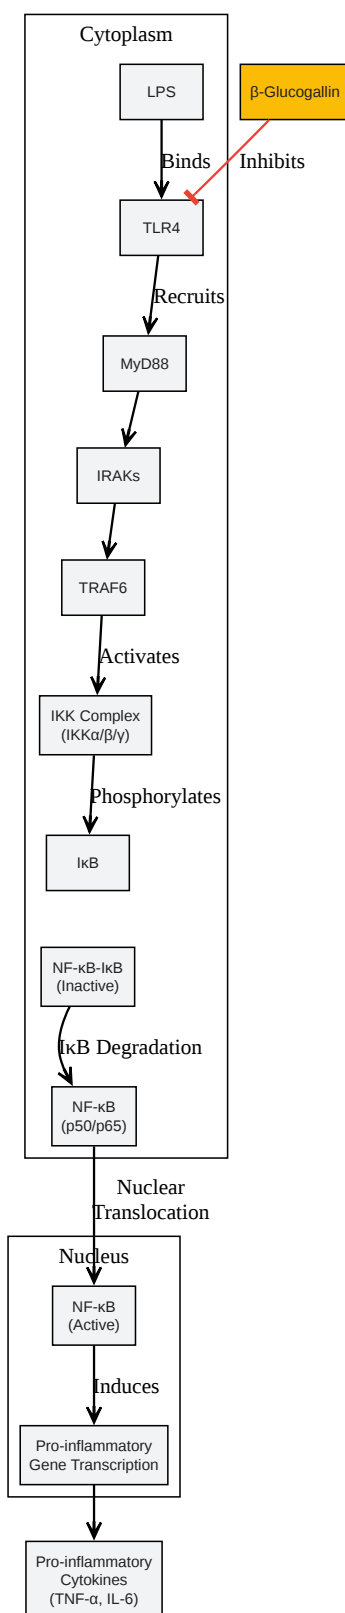 Cytoplasm
LPS
β-Glucogallin
Binds
Inhibits
TLR4
Recruits
MyD88
IRAKs
TRAF6
Activates
IKK Complex
(IKKα/β/γ)
Phosphorylates
IκB
NF-κB-IκB
(Inactive)
IκB Degradation
NF-κB
(p50/p65)
Nuclear
Translocation
Nucleus
NF-κB
(Active)
Induces
Pro-inflammatory
Gene Transcription
Pro-inflammatory
Cytokines
(TNF-α, IL-6)